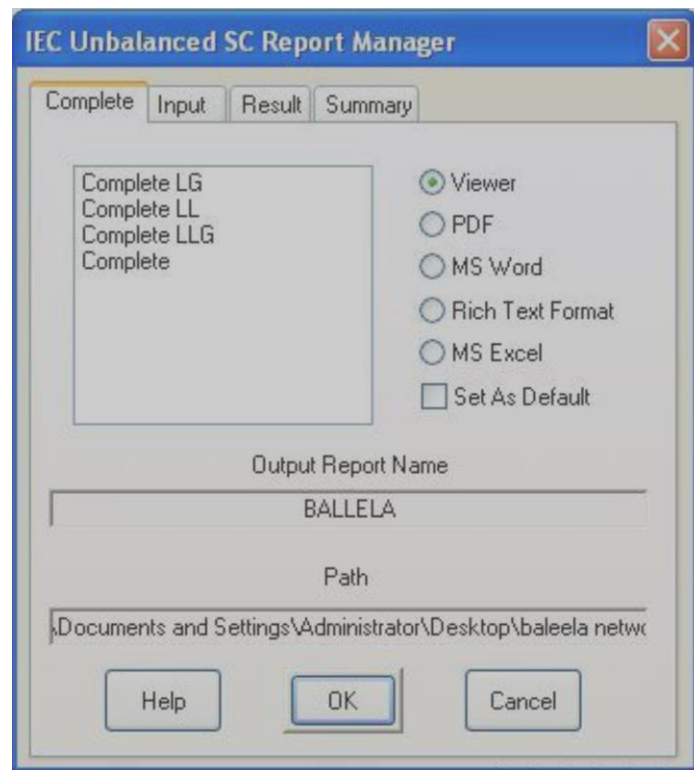 IEC Unbalanced SC Report Manager
Complete Input Result Summary
Complete LG
Complete LL
Complete LLG
Complete
Viewer
PDF
MS Word
Rich Text Format
MS Excel
Set As Default
Output Report Name
BALLELA
Path
\Documents and Settings\Administrator\Desktop\baleela netwo
Help OK Cancel